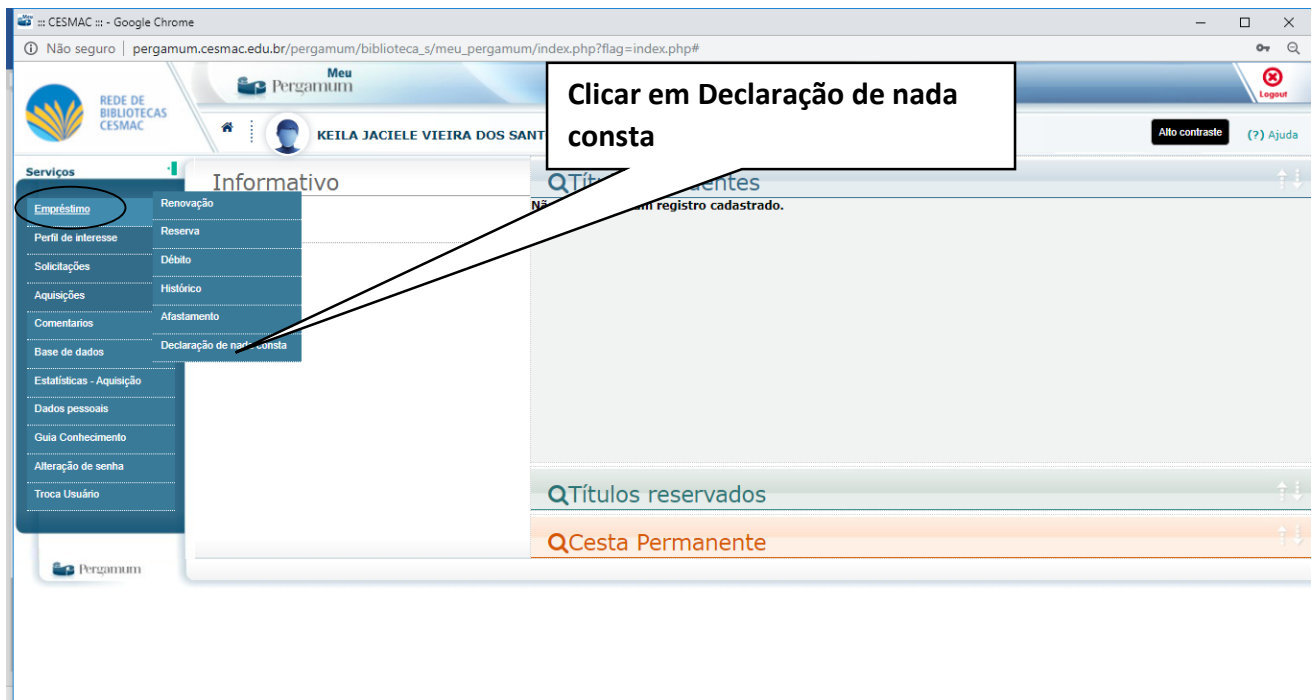 ::: CESMAC ::: - Google Chrome
Não seguro | pergamum.cesmac.edu.br/pergamum/biblioteca_s/meu_pergamum/index.php?flag=index.php#
REDE DE
BIBLIOTECAS
CESMAC
Meu
Pergamum
Logout
KEILA JACIELE VIEIRA DOS SANT
Clicar em Declaração de nada
consta
Alto contraste
(?) Ajuda
Serviços
Empréstimo
Perfil de interesse
Solicitações
Aquisições
Comentarios
Base de dados
Estatísticas - Aquisição
Dados pessoais
Guia Conhecimento
Alteração de senha
Troca Usuário
Renovação
Reserva
Débito
Histórico
Afastamento
Declaração de nada consta
Informativo
registro cadastrado.
Títulos reservados
Cesta Permanente
Pergamum